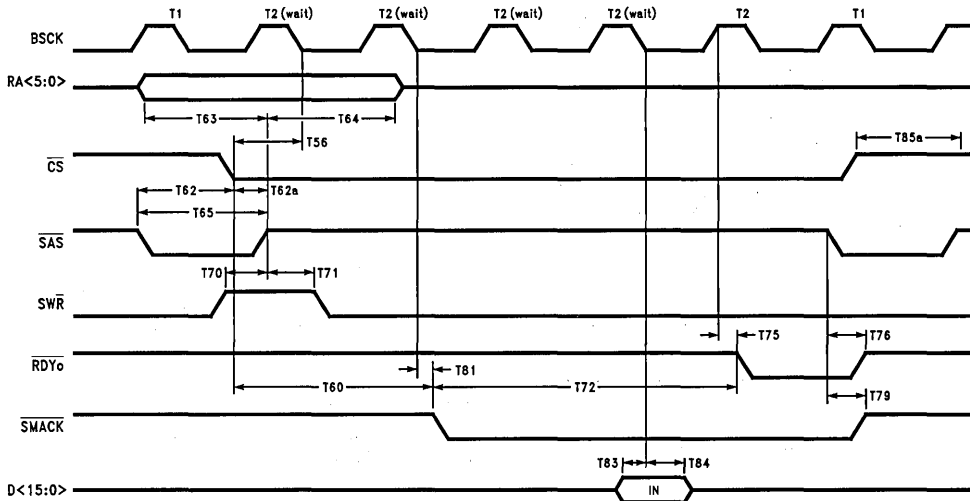 T1 T2 (wait) T2 (wait) T2 (wait) T2 (wait) T2 T1
BSCK
RA<5:0>
T63 T64
T56
T85a
CS
T62 T62a
T65
SAS
T70 T71
SWR
T75 T76
RDYo
T60 T81 T72
T79
SMACK
T83 T84
D<15:0> IN